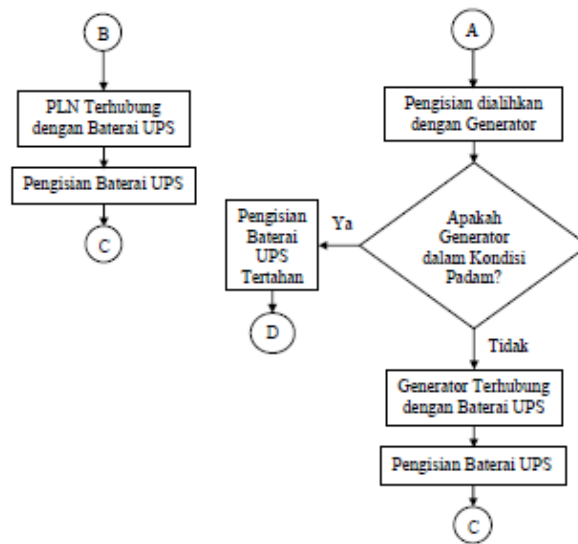 B
PLN Terhubung
dengan Baterai UPS
Pengisian Baterai UPS
C
A
Pengisian dialihkan
dengan Generator
Apakah
Generator
dalam Kondisi
Padam?
Ya
Pengisian
Baterai
UPS
Tertahan
D
Tidak
Generator Terhubung
dengan Baterai UPS
Pengisian Baterai UPS
C